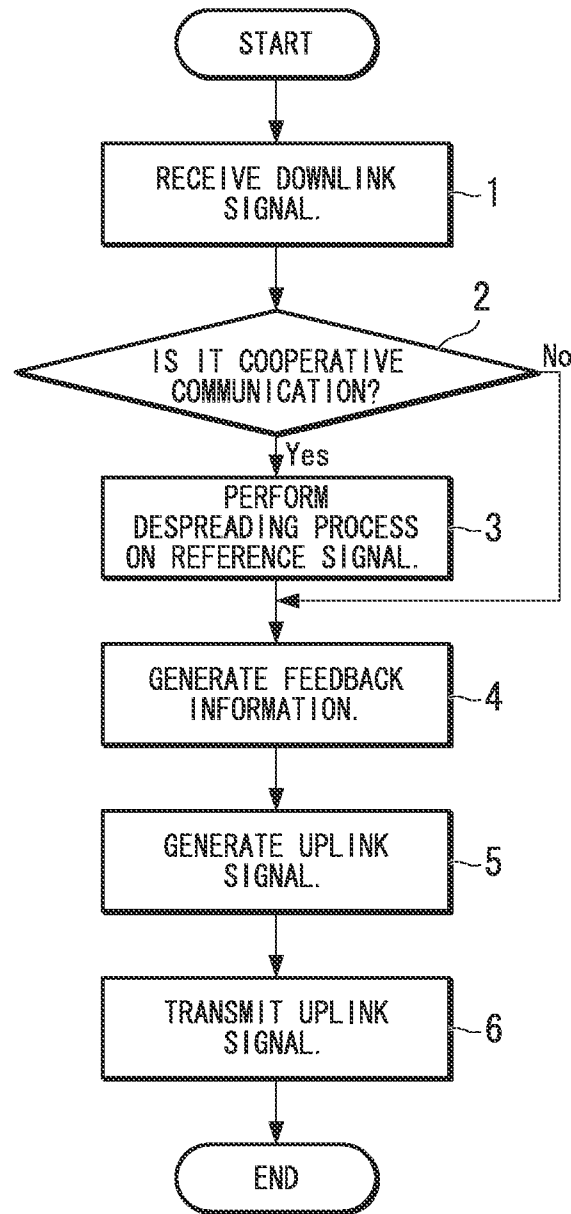 START
RECEIVE DOWNLINK
SIGNAL.
1
2
IS IT COOPERATIVE
COMMUNICATION?
No
Yes
PERFORM
DESPREADING PROCESS
ON REFERENCE SIGNAL.
3
GENERATE FEEDBACK
INFORMATION.
4
GENERATE UPLINK
SIGNAL.
5
TRANSMIT UPLINK
SIGNAL.
6
END